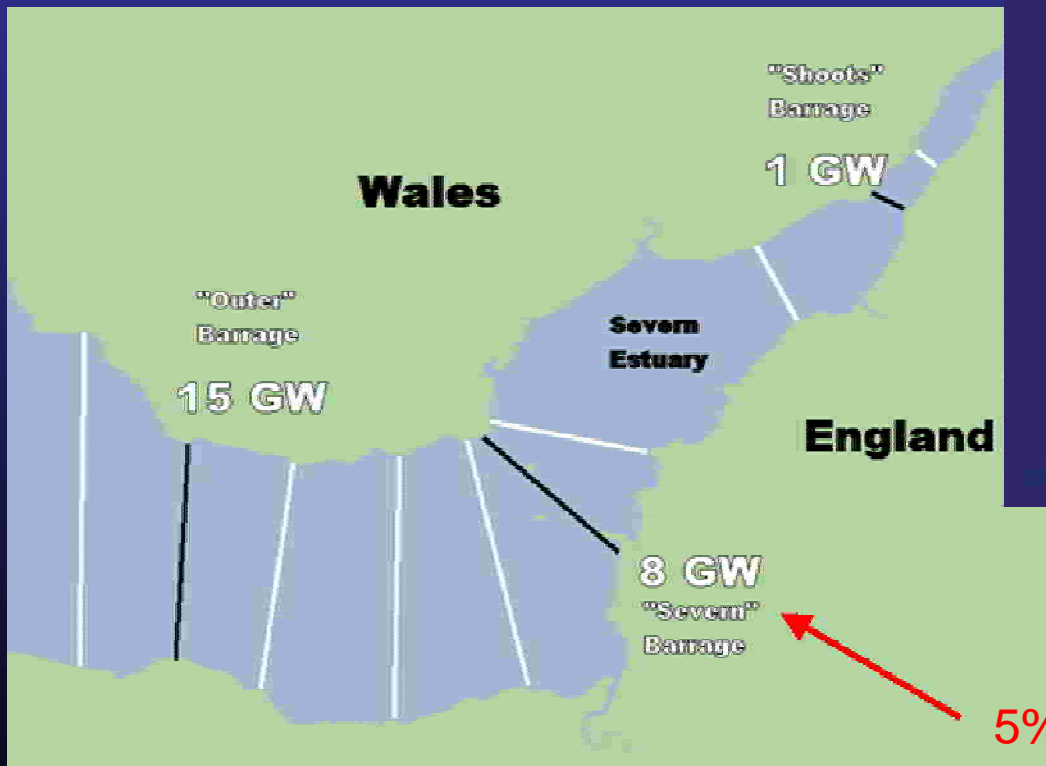 "Shoots"
Barrage
1 GW
Wales
"Outer"
Barrage
15 GW
Severn
Estuary
England
8 GW
"Severn"
Barrage
5%